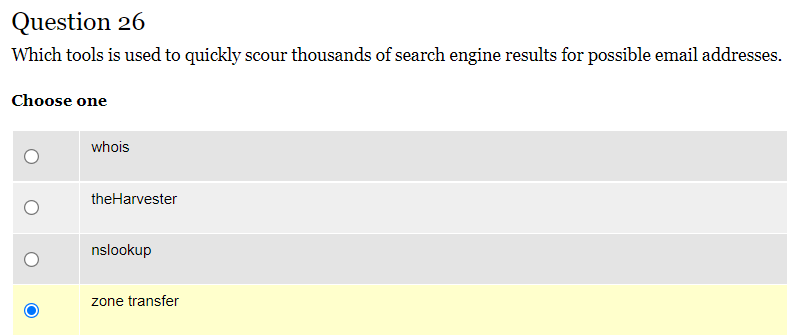 Question 26
Which tools is used to quickly scour thousands of search engine results for possible email addresses.
Choose one
whois
theHarvester
nslookup
zone transfer